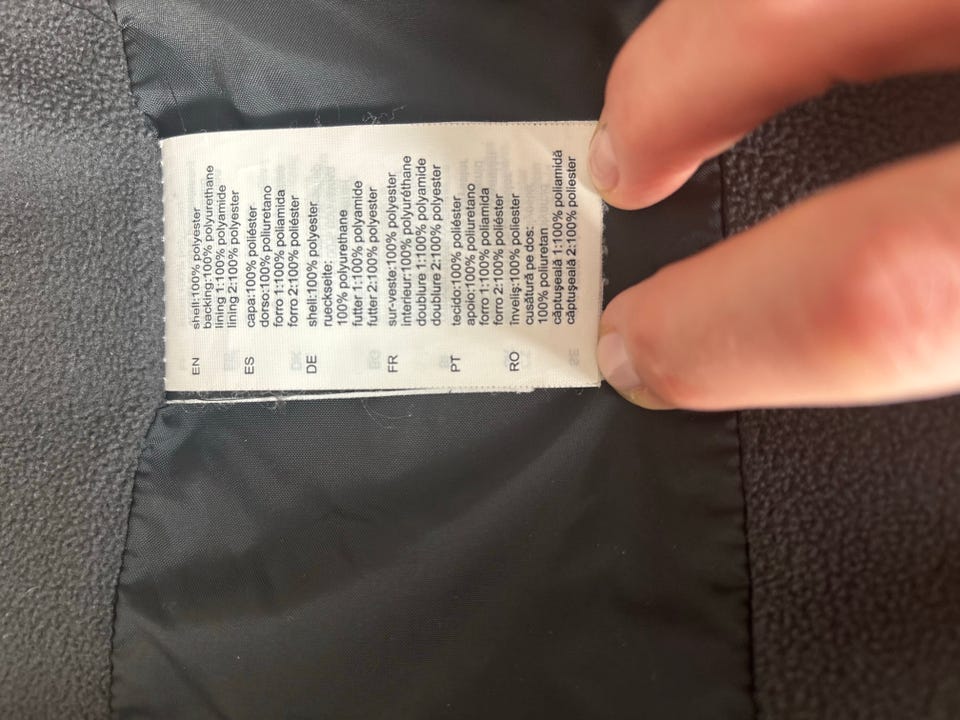 EN shell:100% polyester
backing:100% polyurethane
lining 1:100% polyamide
lining 2:100% polyester
ES capa:100% poliéster
dorso:100% poliuretano
forro 1:100% poliamida
forro 2:100% poliéster
DE shell:100% polyester
rueckseite:
100% polyurethane
futter 1:100% polyamide
futter 2:100% polyester
FR sur-veste:100% polyester
Interieur:100% polyuréthane
doublure 1:100% polyamide
doublure 2:100% polyester
PT tecido:100% poliéster
apoio:100% poliuretano
forro 1:100% poliamida
forro 2:100% poliéster
RO înveliş:100% poliester
cusătură pe dos:
100% poliuretan
căptuşeală 1:100% poliamidă
căptuşeală 2:100% poliester